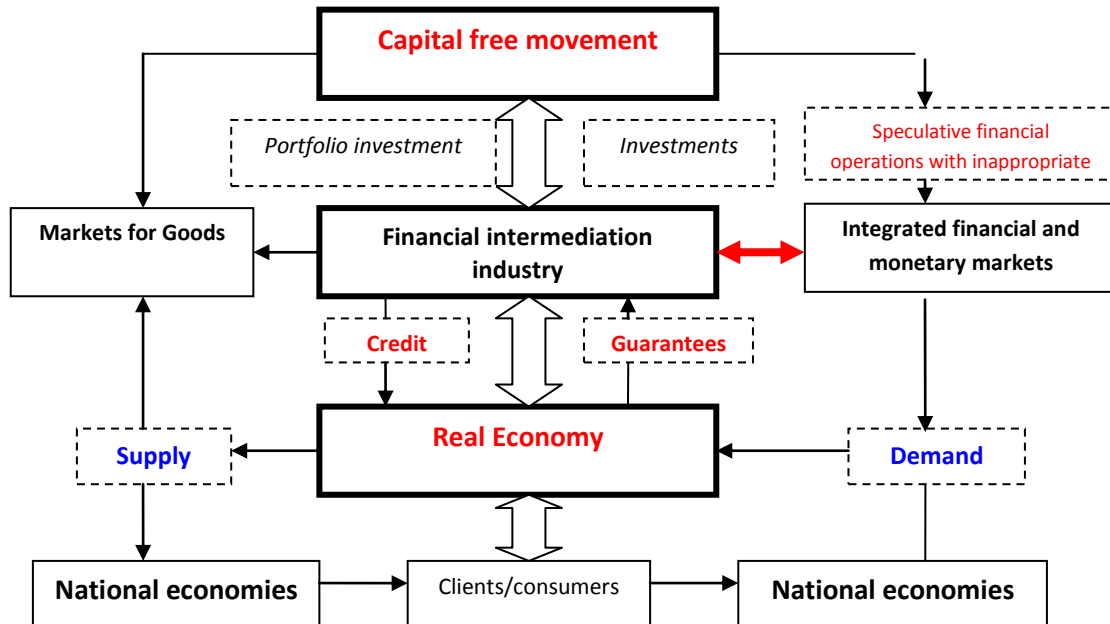 Capital free movement
Portfolio investment
Investments
Speculative financial
operations with inappropriate
Markets for Goods
Financial intermediation
industry
Integrated financial and
monetary markets
Credit
Guarantees
Real Economy
Supply
Demand
National economies
Clients/consumers
National economies